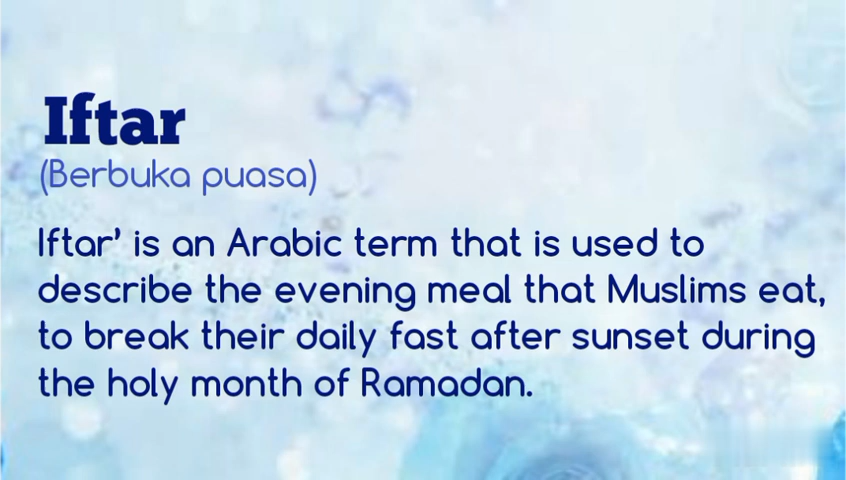 Iftar
(Berbuka puasa)
Iftar’ is an Arabic term that is used to
describe the evening meal that Muslims eat,
to break their daily fast after sunset during
the holy month of Ramadan.